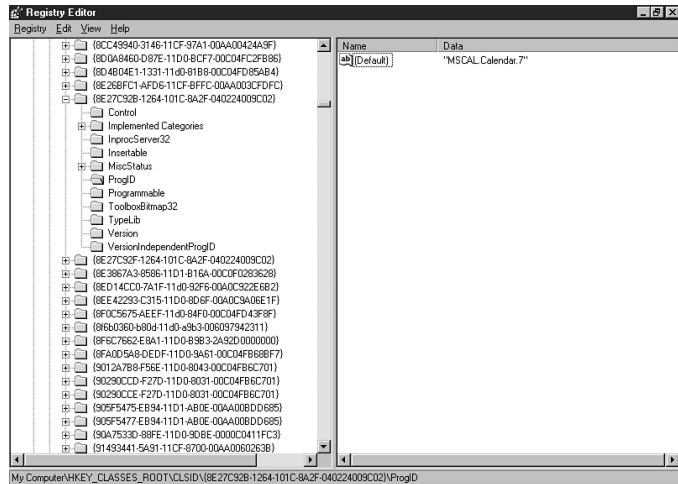 Registry Editor
Registry Edit View Help
{8CC49940-3146-11CF-97A1-00AA00424A9F}
{8D0A8460-D87E-11D0-BCF7-00C04FC2FB86}
{8D4B04E1-1331-11d0-81B8-00C04FD85AB4}
{8E26BFC1-AFD6-11CF-BFFC-00AA003CFDFC}
{8E27C92B-1264-101C-8A2F-040224009C02}
Control
Implemented Categories
InprocServer32
Insertable
MiscStatus
ProgID
Programmable
ToolboxBitmap32
TypeLib
Version
VersionIndependentProgID
{8E27C92F-1264-101C-8A2F-040224009C02}
{8E3867A3-8586-11D1-B16A-00C0F0283628}
{8ED14CC0-7A1F-11d0-92F6-00A0C922E6B2}
{8EE42293-C315-11D0-8D6F-00A0C9A06E1F}
{8F0C5675-AEEF-11d0-84F0-00C04FD43F8F}
{8f6b0360-b80d-11d0-a9b3-006097942311}
{8F6C7662-E8A1-11D0-B9B3-2A92D0000000}
{8FA0D5A8-DEDF-11D0-9A61-00C04FB68BF7}
{9012A7B8-F56E-11D0-8043-00C04FB6C701}
{90290CCD-F27D-11D0-8031-00C04FB6C701}
{90290CCE-F27D-11D0-8031-00C04FB6C701}
{905F5475-EB94-11D1-AB0E-00AA00BDD685}
{905F5477-EB94-11D1-AB0E-00AA00BDD685}
{90A7533D-88FE-11D0-9DBE-0000C0411FC3}
{91493441-5A91-11CF-8700-00AA0060263B}
Name Data
ab (Default) "MSCAL.Calendar.7"
My Computer\HKEY_CLASSES_ROOT\CLSID\{8E27C92B-1264-101C-8A2F-040224009C02}\ProgID